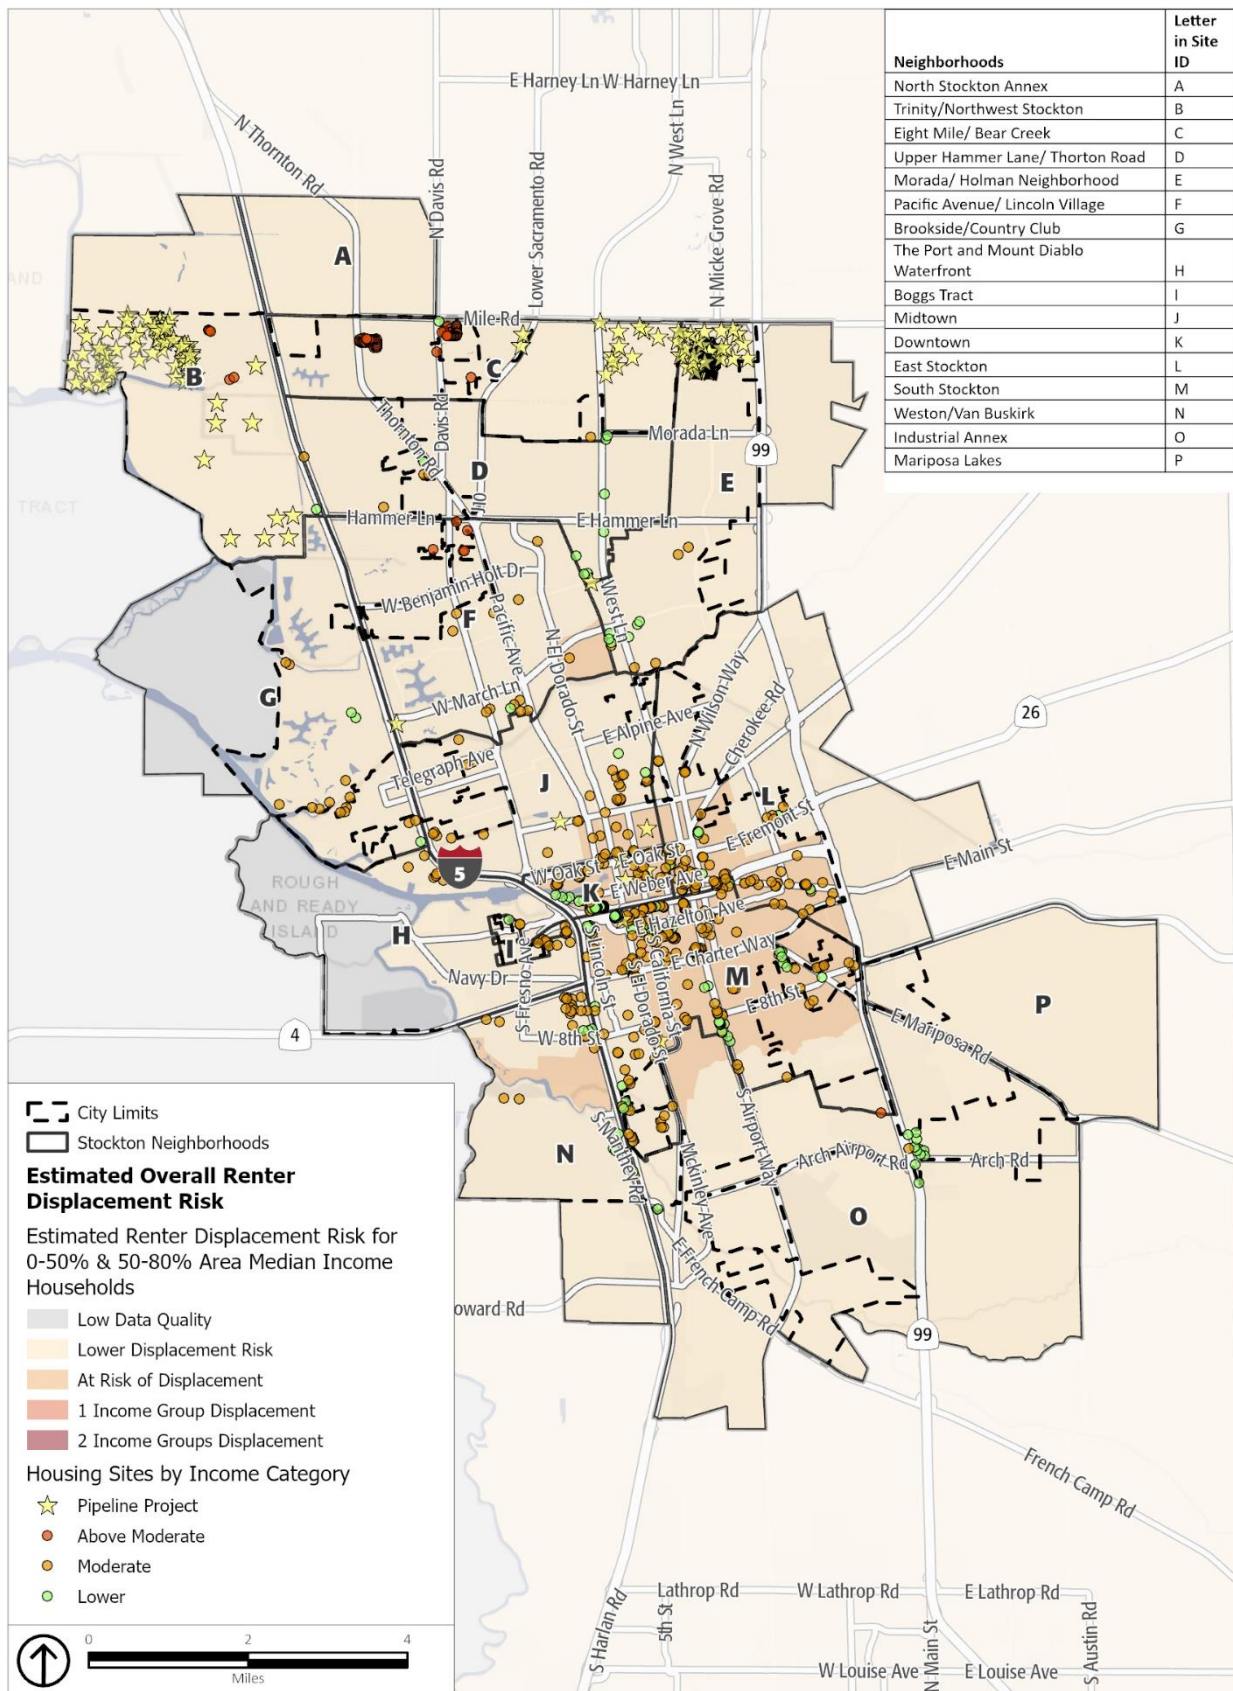 Neighborhoods
Letter
in Site
ID
North Stockton Annex A
Trinity/Northwest Stockton B
Eight Mile/ Bear Creek C
Upper Hammer Lane/ Thorton Road D
Morada/ Holman Neighborhood E
Pacific Avenue/ Lincoln Village F
Brookside/Country Club G
The Port and Mount Diablo
Waterfront H
Boggs Tract I
Midtown J
Downtown K
East Stockton L
South Stockton M
Weston/Van Buskirk N
Industrial Annex O
Mariposa Lakes P
E Harney Ln W Harney Ln
N Thornton Rd
N Davis Rd
Lower Sacramento Rd
N West Ln
N Micke Grove Rd
A
Mile Rd
B
C
Thornton Rd
Davis Rd
Morada Ln
99
D
E
TRACT
Hammer Ln
E Hammer Ln
W Benjamin Holt Dr
West Ln
F
Pacific Ave
N El Dorado St
G
W March Ln
E Alpine Ave
N Wilson Way
Cherokee Rd
26
Telegraph Ave
J
L
E Fremont St
E Main St
5
W Oak St
E Oak St
K
E Weber Ave
ROUGH
AND READY
ISLAND
H
I
E Hazelton Ave
Navy Dr
S Fresno Ave
S Lincoln St
S El Dorado St
S California St
E Charter Way
M
E 8th St
P
4
W 8th St
E Mariposa Rd
N
S Manthey Rd
Mckinley Ave
S Airport Way
Arch Airport Rd
Arch Rd
O
E French Camp Rd
oward Rd
99
French Camp Rd
Lathrop Rd
W Lathrop Rd
E Lathrop Rd
S Harlan Rd
5th St
N Main St
S Austin Rd
W Louise Ave
E Louise Ave
City Limits
Stockton Neighborhoods
Estimated Overall Renter
Displacement Risk
Estimated Renter Displacement Risk for
0-50% & 50-80% Area Median Income
Households
Low Data Quality
Lower Displacement Risk
At Risk of Displacement
1 Income Group Displacement
2 Income Groups Displacement
Housing Sites by Income Category
Pipeline Project
Above Moderate
Moderate
Lower
0 2 4
Miles